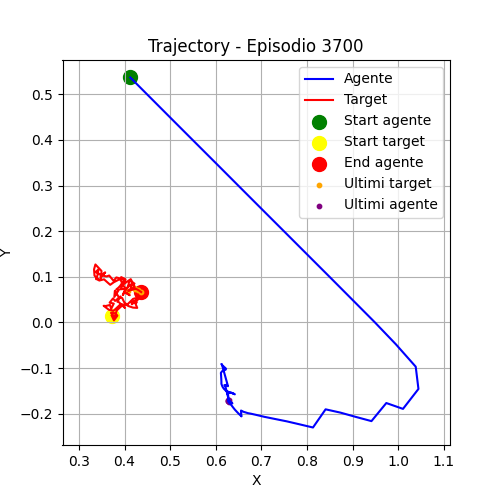 Trajectory - Episodio 3700
Agente
Target
Start agente
Start target
End agente
Ultimi target
Ultimi agente
Y
0.5
0.4
0.3
0.2
0.1
0.0
−0.1
−0.2
0.3 0.4 0.5 0.6 0.7 0.8 0.9 1.0 1.1
X